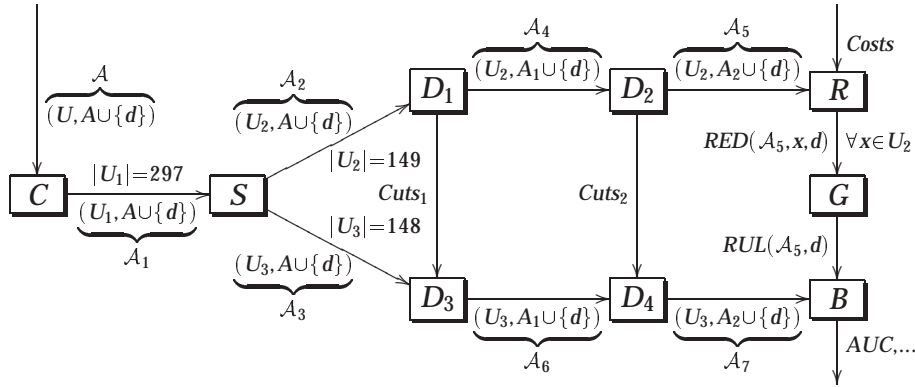 𝒜₄
𝒜₅
(U₂, A₁∪{d})
(U₂, A₂∪{d})
Costs
𝒜
(U, A∪{d})
𝒜₂
(U₂, A∪{d})
D₁
D₂
R
|U₂|=149
RED(𝒜₅, x, d)
∀x∈U₂
|U₁|=297
C
S
Cuts₁
Cuts₂
G
(U₁, A∪{d})
𝒜₁
|U₃|=148
RUL(𝒜₅, d)
(U₃, A∪{d})
𝒜₃
D₃
D₄
B
(U₃, A₁∪{d})
𝒜₆
(U₃, A₂∪{d})
𝒜₇
AUC,...